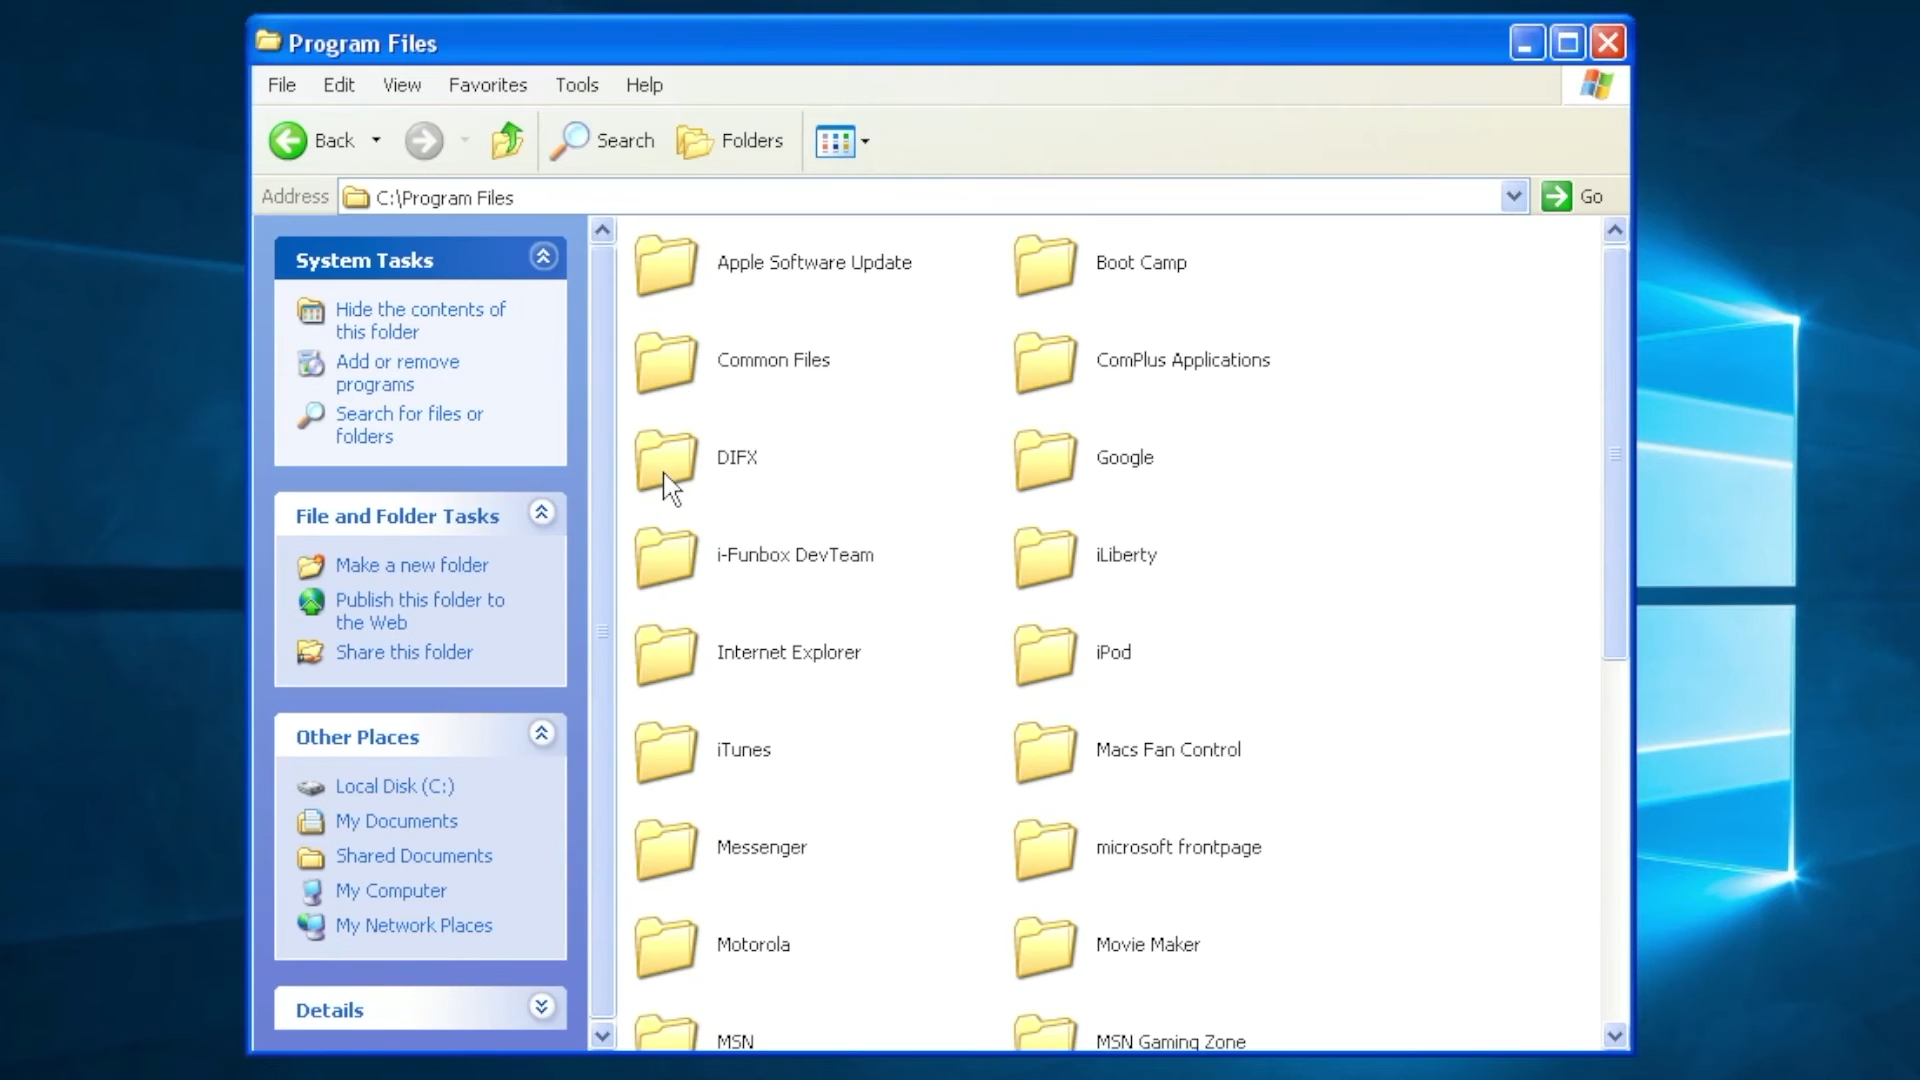 Program Files
File Edit View Favorites Tools Help
Back Search Folders
Address C:\Program Files Go
System Tasks
Hide the contents of
this folder
Add or remove
programs
Search for files or
folders
File and Folder Tasks
Make a new folder
Publish this folder to
the Web
Share this folder
Other Places
Local Disk (C:)
My Documents
Shared Documents
My Computer
My Network Places
Details
Apple Software Update Boot Camp
Common Files ComPlus Applications
DIFX Google
i-Funbox DevTeam iLiberty
Internet Explorer iPod
iTunes Macs Fan Control
Messenger microsoft frontpage
Motorola Movie Maker
MSN MSN Gaming Zone